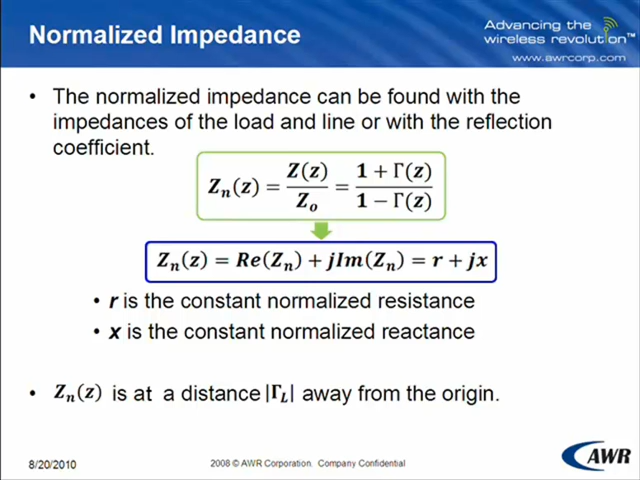 Normalized Impedance
Advancing the
wireless revolution™
www.awrcorp.com
• The normalized impedance can be found with the
impedances of the load and line or with the reflection
coefficient.
Zₙ(z) = Z(z)/Zₒ = (1 + Γ(z))/(1 − Γ(z))
Zₙ(z) = Re(Zₙ) + jIm(Zₙ) = r + jx
• r is the constant normalized resistance
• x is the constant normalized reactance
• Zₙ(z) is at a distance |Γ_L| away from the origin.
8/20/2010
2008 © AWR Corporation. Company Confidential
AWR